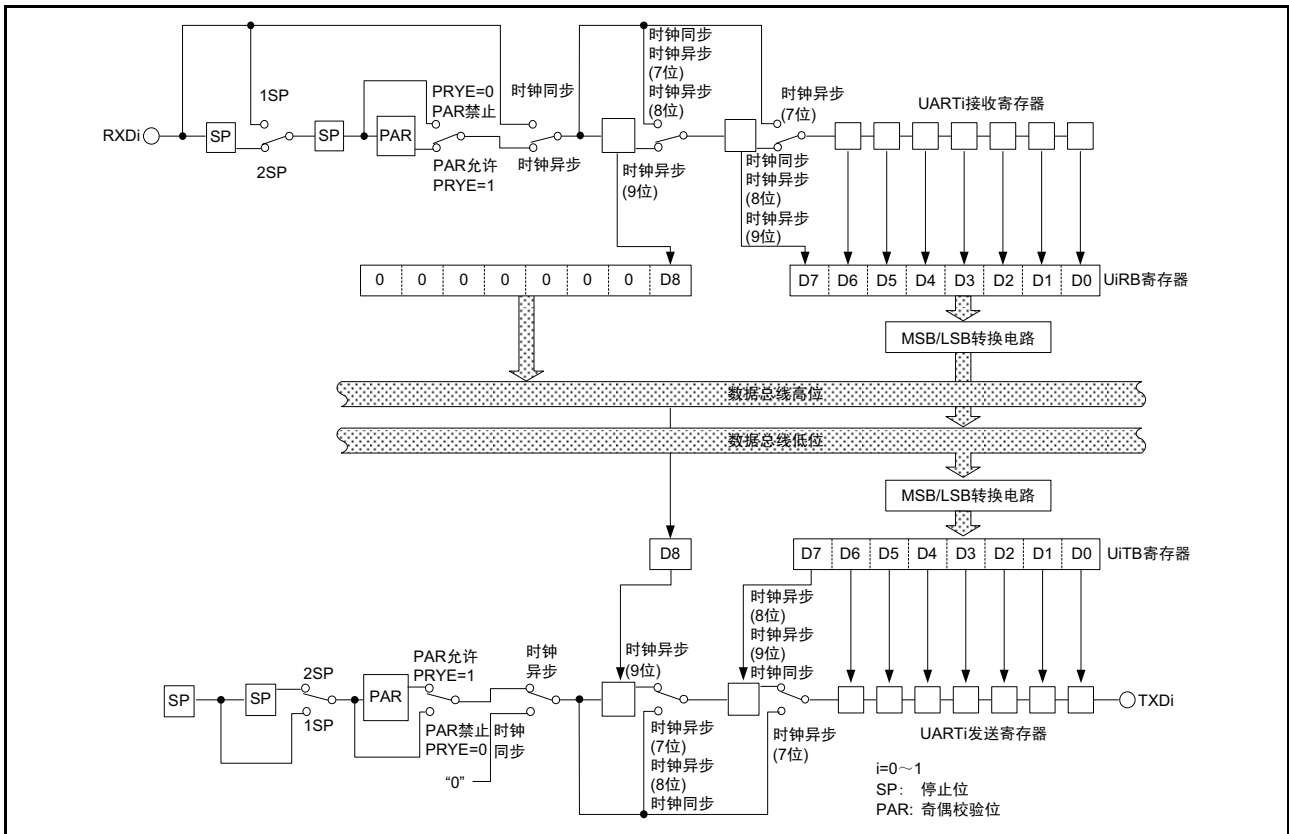 时钟同步
时钟异步
(7位)
时钟异步
(8位)
1SP
PRYE=0
PAR禁止
时钟同步
时钟异步
(7位)
UARTi接收寄存器
RXDi
SP
SP
PAR
2SP
PAR允许
PRYE=1
时钟异步
时钟异步
(9位)
时钟同步
时钟异步
(8位)
时钟异步
(9位)
0 0 0 0 0 0 0 D8
D7 D6 D5 D4 D3 D2 D1 D0 UiRB寄存器
MSB/LSB转换电路
数据总线高位
数据总线低位
MSB/LSB转换电路
D8
D7 D6 D5 D4 D3 D2 D1 D0 UiTB寄存器
时钟异步
(8位)
时钟异步
(9位)
时钟同步
PAR允许
PRYE=1
时钟
异步
时钟异步
(9位)
2SP
SP
SP
PAR
TXDi
1SP
PAR禁止
PRYE=0
时钟
同步
“0”
时钟异步
(7位)
时钟异步
(8位)
时钟同步
时钟异步
(7位)
UARTi发送寄存器
i=0～1
SP: 停止位
PAR: 奇偶校验位